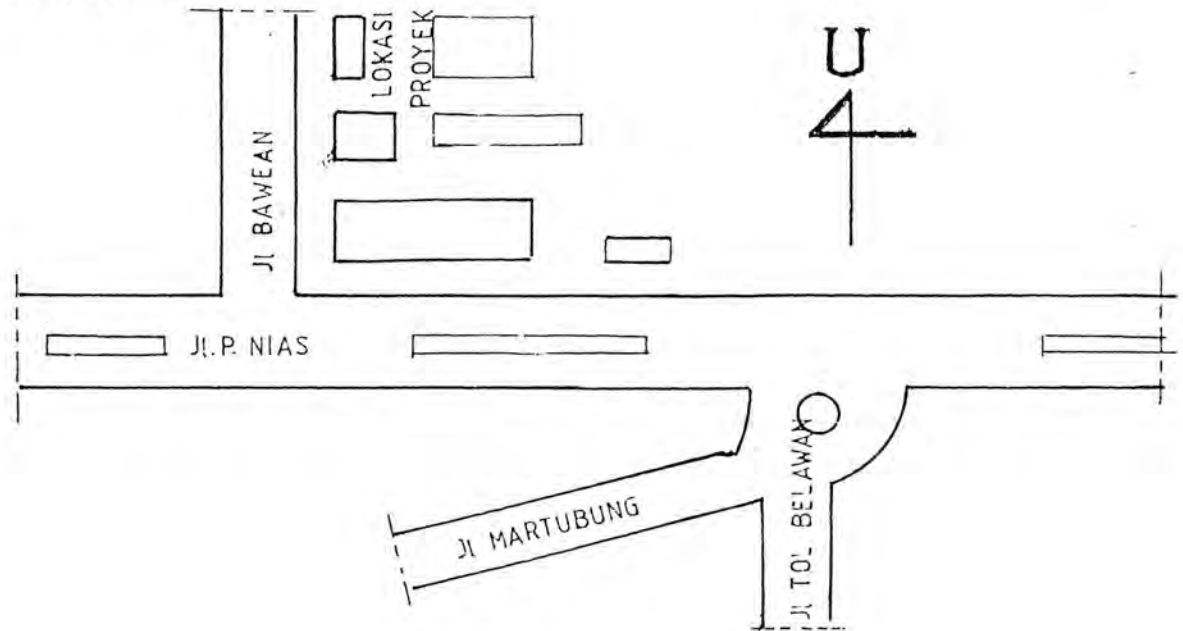 LOKASI
PROYEK
U
Jl BAWEAN
Jl.P. NIAS
Jl MARTUBUNG
Jl TOL BELAWAN